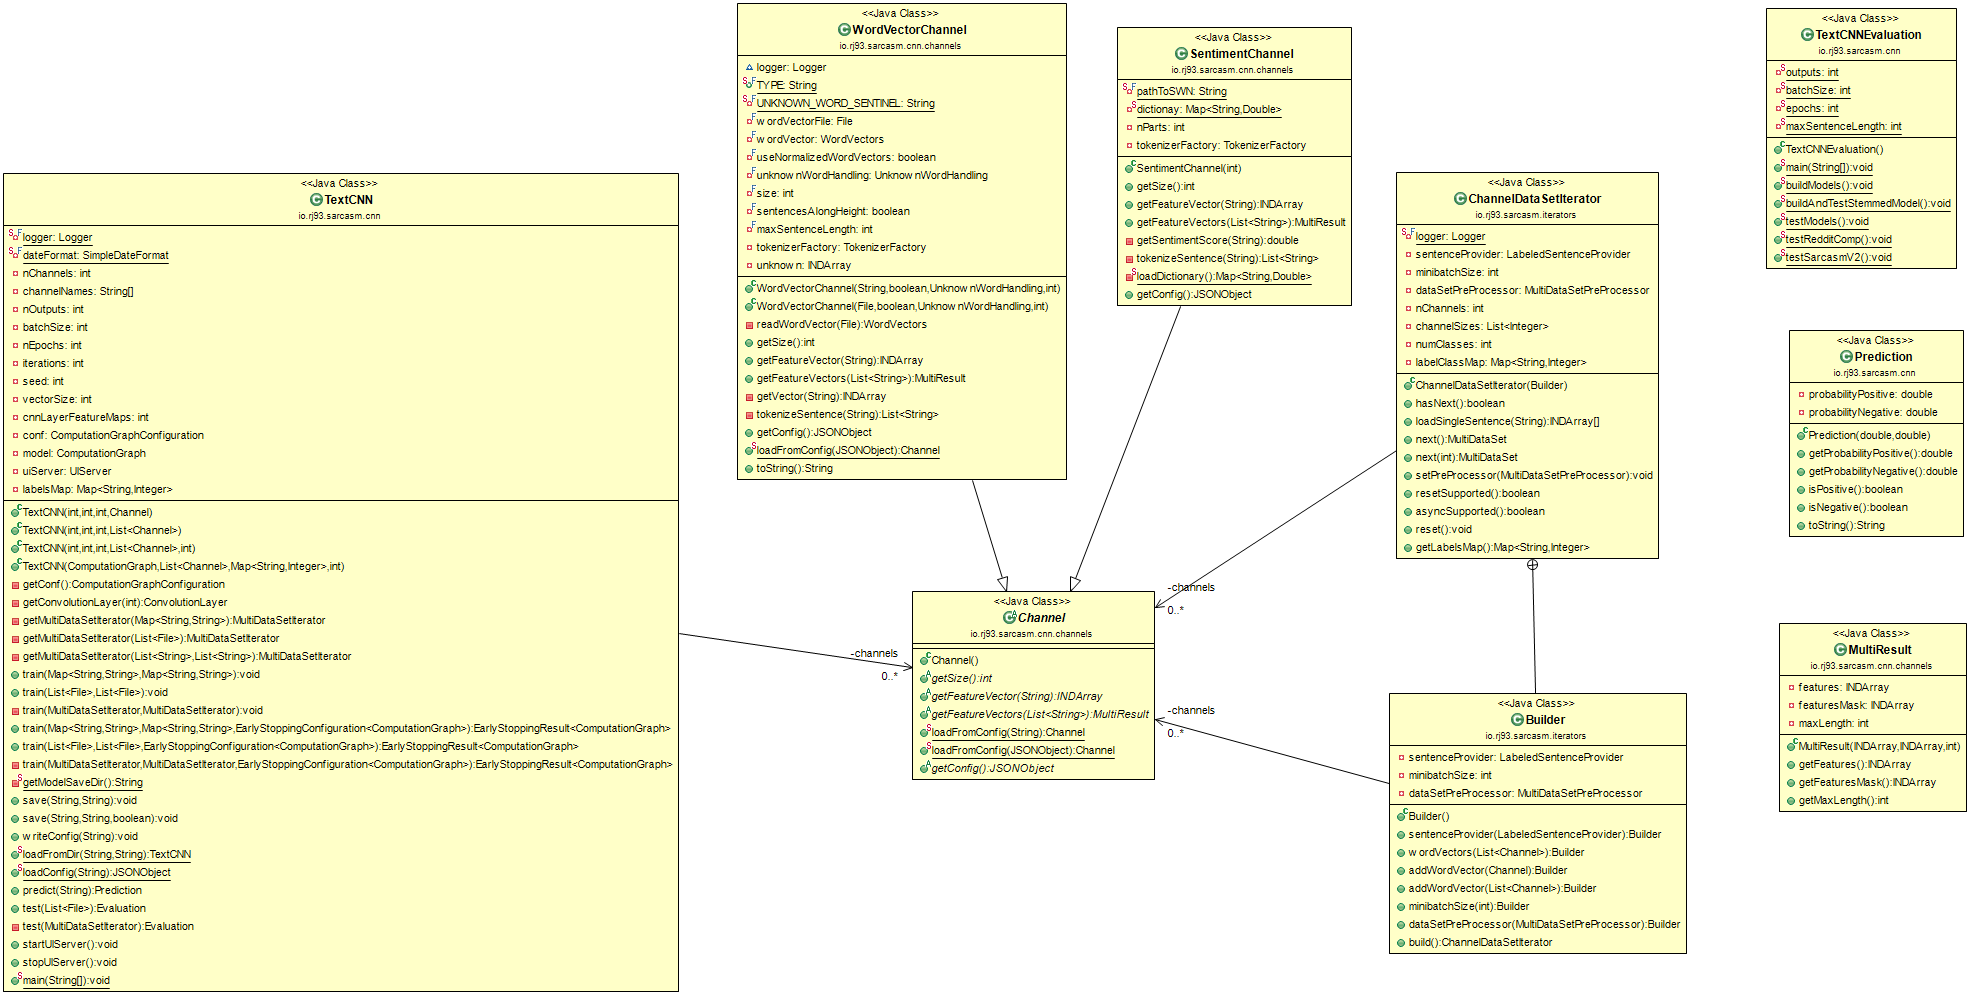 <<Java Class>>
TextCNN
io.rj93.sarcasm.cnn
logger: Logger
dateFormat: SimpleDateFormat
nChannels: int
channelNames: String[]
nOutputs: int
batchSize: int
nEpochs: int
iterations: int
seed: int
vectorSize: int
cnnLayerFeatureMaps: int
conf: ComputationGraphConfiguration
model: ComputationGraph
uiServer: UIServer
labelsMap: Map<String,Integer>
TextCNN(int,int,int,Channel)
TextCNN(int,int,int,List<Channel>)
TextCNN(int,int,int,List<Channel>,int)
TextCNN(ComputationGraph,List<Channel>,Map<String,Integer>,int)
getConf():ComputationGraphConfiguration
getConvolutionLayer(int):ConvolutionLayer
getMultiDataSetIterator(Map<String,String>):MultiDataSetIterator
getMultiDataSetIterator(List<File>):MultiDataSetIterator
getMultiDataSetIterator(List<String>,List<String>):MultiDataSetIterator
train(Map<String,String>,Map<String,String>):void
train(List<File>,List<File>):void
train(MultiDataSetIterator,MultiDataSetIterator):void
train(Map<String,String>,Map<String,String>,EarlyStoppingConfiguration<ComputationGraph>):EarlyStoppingResult<ComputationGraph>
train(List<File>,List<File>,EarlyStoppingConfiguration<ComputationGraph>):EarlyStoppingResult<ComputationGraph>
train(MultiDataSetIterator,MultiDataSetIterator,EarlyStoppingConfiguration<ComputationGraph>):EarlyStoppingResult<ComputationGraph>
getModelSaveDir():String
save(String,String):void
save(String,String,boolean):void
writeConfig(String):void
loadFromDir(String,String):TextCNN
loadConfig(String):JSONObject
predict(String):Prediction
test(List<File>):Evaluation
test(MultiDataSetIterator):Evaluation
startUIServer():void
stopUIServer():void
main(String[]):void
<<Java Class>>
WordVectorChannel
io.rj93.sarcasm.cnn.channels
logger: Logger
TYPE: String
UNKNOWN_WORD_SENTINEL: String
wordVectorFile: File
wordVector: WordVectors
useNormalizedWordVectors: boolean
unknownWordHandling: UnknownWordHandling
size: int
sentencesAlongHeight: boolean
maxSentenceLength: int
tokenizerFactory: TokenizerFactory
unknown: INDArray
WordVectorChannel(String,boolean,UnknownWordHandling,int)
WordVectorChannel(File,boolean,UnknownWordHandling,int)
readWordVector(File):WordVectors
getSize():int
getFeatureVector(String):INDArray
getFeatureVectors(List<String>):MultiResult
getVector(String):INDArray
tokenizeSentence(String):List<String>
getConfig():JSONObject
loadFromConfig(JSONObject):Channel
toString():String
<<Java Class>>
SentimentChannel
io.rj93.sarcasm.cnn.channels
pathToSWN: String
dictionay: Map<String,Double>
nParts: int
tokenizerFactory: TokenizerFactory
SentimentChannel(int)
getSize():int
getFeatureVector(String):INDArray
getFeatureVectors(List<String>):MultiResult
getSentimentScore(String):double
tokenizeSentence(String):List<String>
loadDictionary():Map<String,Double>
getConfig():JSONObject
-channels
0..*
<<Java Class>>
Channel
io.rj93.sarcasm.cnn.channels
Channel()
getSize():int
getFeatureVector(String):INDArray
getFeatureVectors(List<String>):MultiResult
loadFromConfig(String):Channel
loadFromConfig(JSONObject):Channel
getConfig():JSONObject
-channels
0..*
-channels
0..*
<<Java Class>>
ChannelDataSetIterator
io.rj93.sarcasm.iterators
logger: Logger
sentenceProvider: LabeledSentenceProvider
minibatchSize: int
dataSetPreProcessor: MultiDataSetPreProcessor
nChannels: int
channelSizes: List<Integer>
numClasses: int
labelClassMap: Map<String,Integer>
ChannelDataSetIterator(Builder)
hasNext():boolean
loadSingleSentence(String):INDArray[]
next():MultiDataSet
next(int):MultiDataSet
setPreProcessor(MultiDataSetPreProcessor):void
resetSupported():boolean
asyncSupported():boolean
reset():void
getLabelsMap():Map<String,Integer>
<<Java Class>>
Builder
io.rj93.sarcasm.iterators
sentenceProvider: LabeledSentenceProvider
minibatchSize: int
dataSetPreProcessor: MultiDataSetPreProcessor
Builder()
sentenceProvider(LabeledSentenceProvider):Builder
wordVectors(List<Channel>):Builder
addWordVector(Channel):Builder
addWordVector(List<Channel>):Builder
minibatchSize(int):Builder
dataSetPreProcessor(MultiDataSetPreProcessor):Builder
build():ChannelDataSetIterator
<<Java Class>>
TextCNNEvaluation
io.rj93.sarcasm.cnn
outputs: int
batchSize: int
epochs: int
maxSentenceLength: int
TextCNNEvaluation()
main(String[]):void
buildModels():void
buildAndTestStemmedModel():void
testModels():void
testRedditComp():void
testSarcasmV2():void
<<Java Class>>
Prediction
io.rj93.sarcasm.cnn
probabilityPositive: double
probabilityNegative: double
Prediction(double,double)
getProbabilityPositive():double
getProbabilityNegative():double
isPositive():boolean
isNegative():boolean
toString():String
<<Java Class>>
MultiResult
io.rj93.sarcasm.cnn.channels
features: INDArray
featuresMask: INDArray
maxLength: int
MultiResult(INDArray,INDArray,int)
getFeatures():INDArray
getFeaturesMask():INDArray
getMaxLength():int